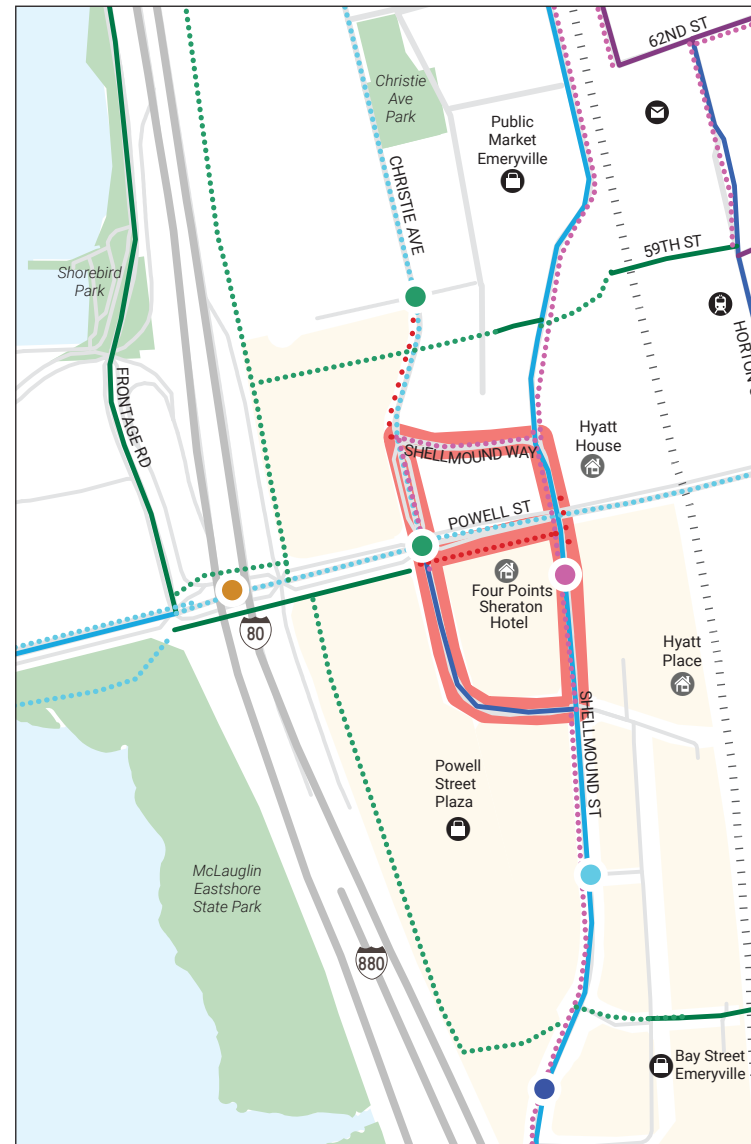 62ND ST
Christie
Ave
Park
Public
Market
Emeryville
CHRISTIE AVE
59TH ST
Shorebird
Park
HORTON S
FRONTAGE RD
Hyatt
House
SHELLMOUND WAY
POWELL ST
Four Points
Sheraton
Hotel
80
Hyatt
Place
SHELLMOUND ST
Powell
Street
Plaza
McLauglin
Eastshore
State Park
880
Bay Street
Emeryville